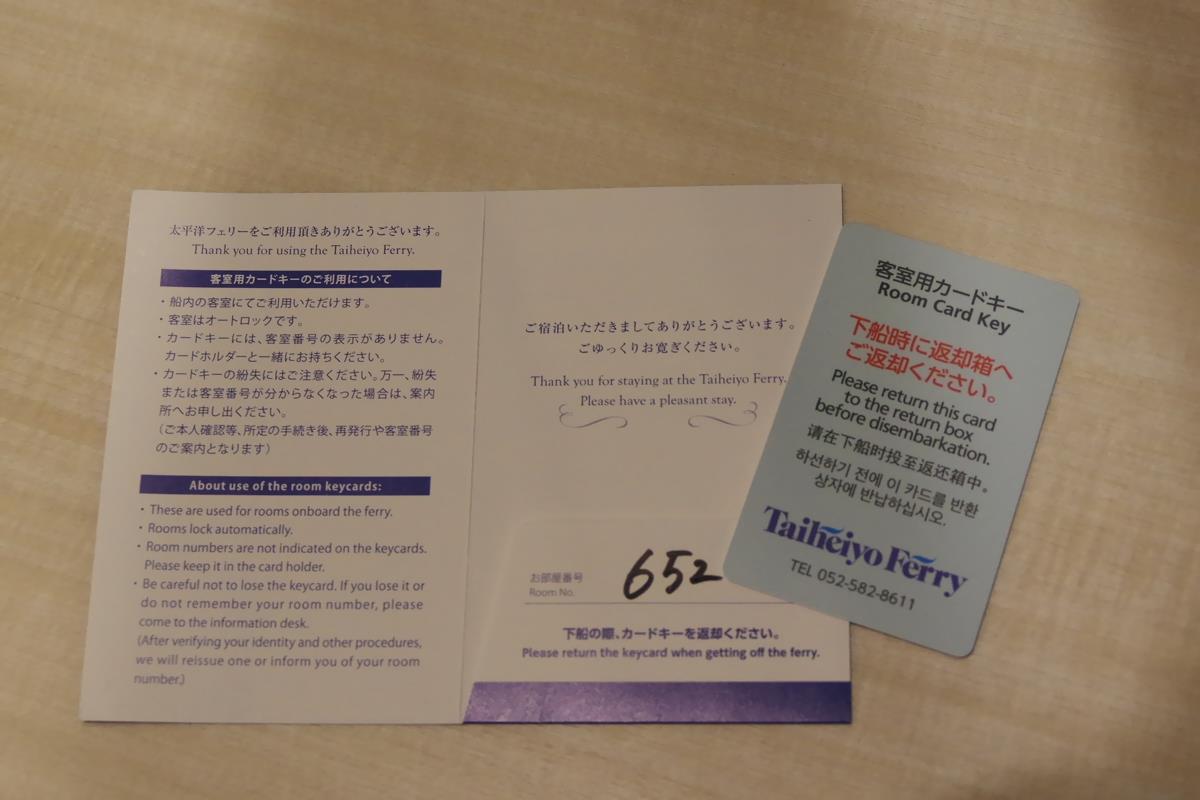 太平洋フェリーをご利用頂きありがとうございます。
Thank you for using the Taiheiyo Ferry.
客室用カードキーのご利用について
・船内の客室にてご利用いただけます。
・客室はオートロックです。
・カードキーには、客室番号の表示がありません。
カードホルダーと一緒にお持ちください。
・カードキーの紛失にはご注意ください。万一、紛失
または客室番号が分からなくなった場合は、案内
所へお申し出ください。
（ご本人確認等、所定の手続き後、再発行や客室番号
のご案内となります）
About use of the room keycards:
・These are used for rooms onboard the ferry.
・Rooms lock automatically.
・Room numbers are not indicated on the keycards.
Please keep it in the card holder.
・Be careful not to lose the keycard. If you lose it or
do not remember your room number, please
come to the information desk.
(After verifying your identity and other procedures,
we will reissue one or inform you of your room
number.)
ご宿泊いただきましてありがとうございます。
ごゆっくりお寛ぎください。
Thank you for staying at the Taiheiyo Ferry.
Please have a pleasant stay.
お部屋番号
Room No.
652
下船の際、カードキーを返却ください。
Please return the keycard when getting off the ferry.
客室用カードキー
Room Card Key
下船時に返却箱へ
ご返却ください。
Please return this card
to the return box
before disembarkation.
请在下船时投至返还箱中。
하선하기 전에 이 카드를 반환
상자에 반납하십시오.
Taiheiyo Ferry
TEL 052-582-8611